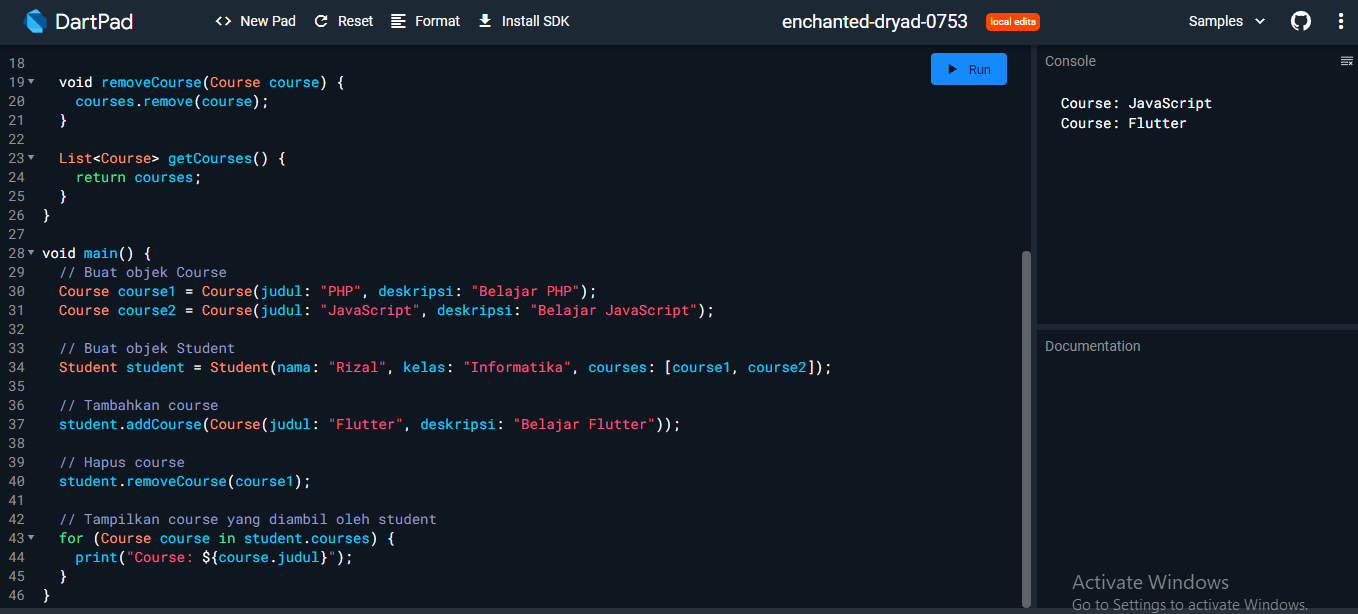 DartPad
<> New Pad
Reset
Format
Install SDK
enchanted-dryad-0753
local edits
Samples
18
19 void removeCourse(Course course) {
20 courses.remove(course);
21 }
22
23 List<Course> getCourses() {
24 return courses;
25 }
26 }
27
28 void main() {
29 // Buat objek Course
30 Course course1 = Course(judul: "PHP", deskripsi: "Belajar PHP");
31 Course course2 = Course(judul: "JavaScript", deskripsi: "Belajar JavaScript");
32
33 // Buat objek Student
34 Student student = Student(nama: "Rizal", kelas: "Informatika", courses: [course1, course2]);
35
36 // Tambahkan course
37 student.addCourse(Course(judul: "Flutter", deskripsi: "Belajar Flutter"));
38
39 // Hapus course
40 student.removeCourse(course1);
41
42 // Tampilkan course yang diambil oleh student
43 for (Course course in student.courses) {
44 print("Course: ${course.judul}");
45 }
46 }
Run
Console
Course: JavaScript
Course: Flutter
Documentation
Activate Windows
Go to Settings to activate Windows.